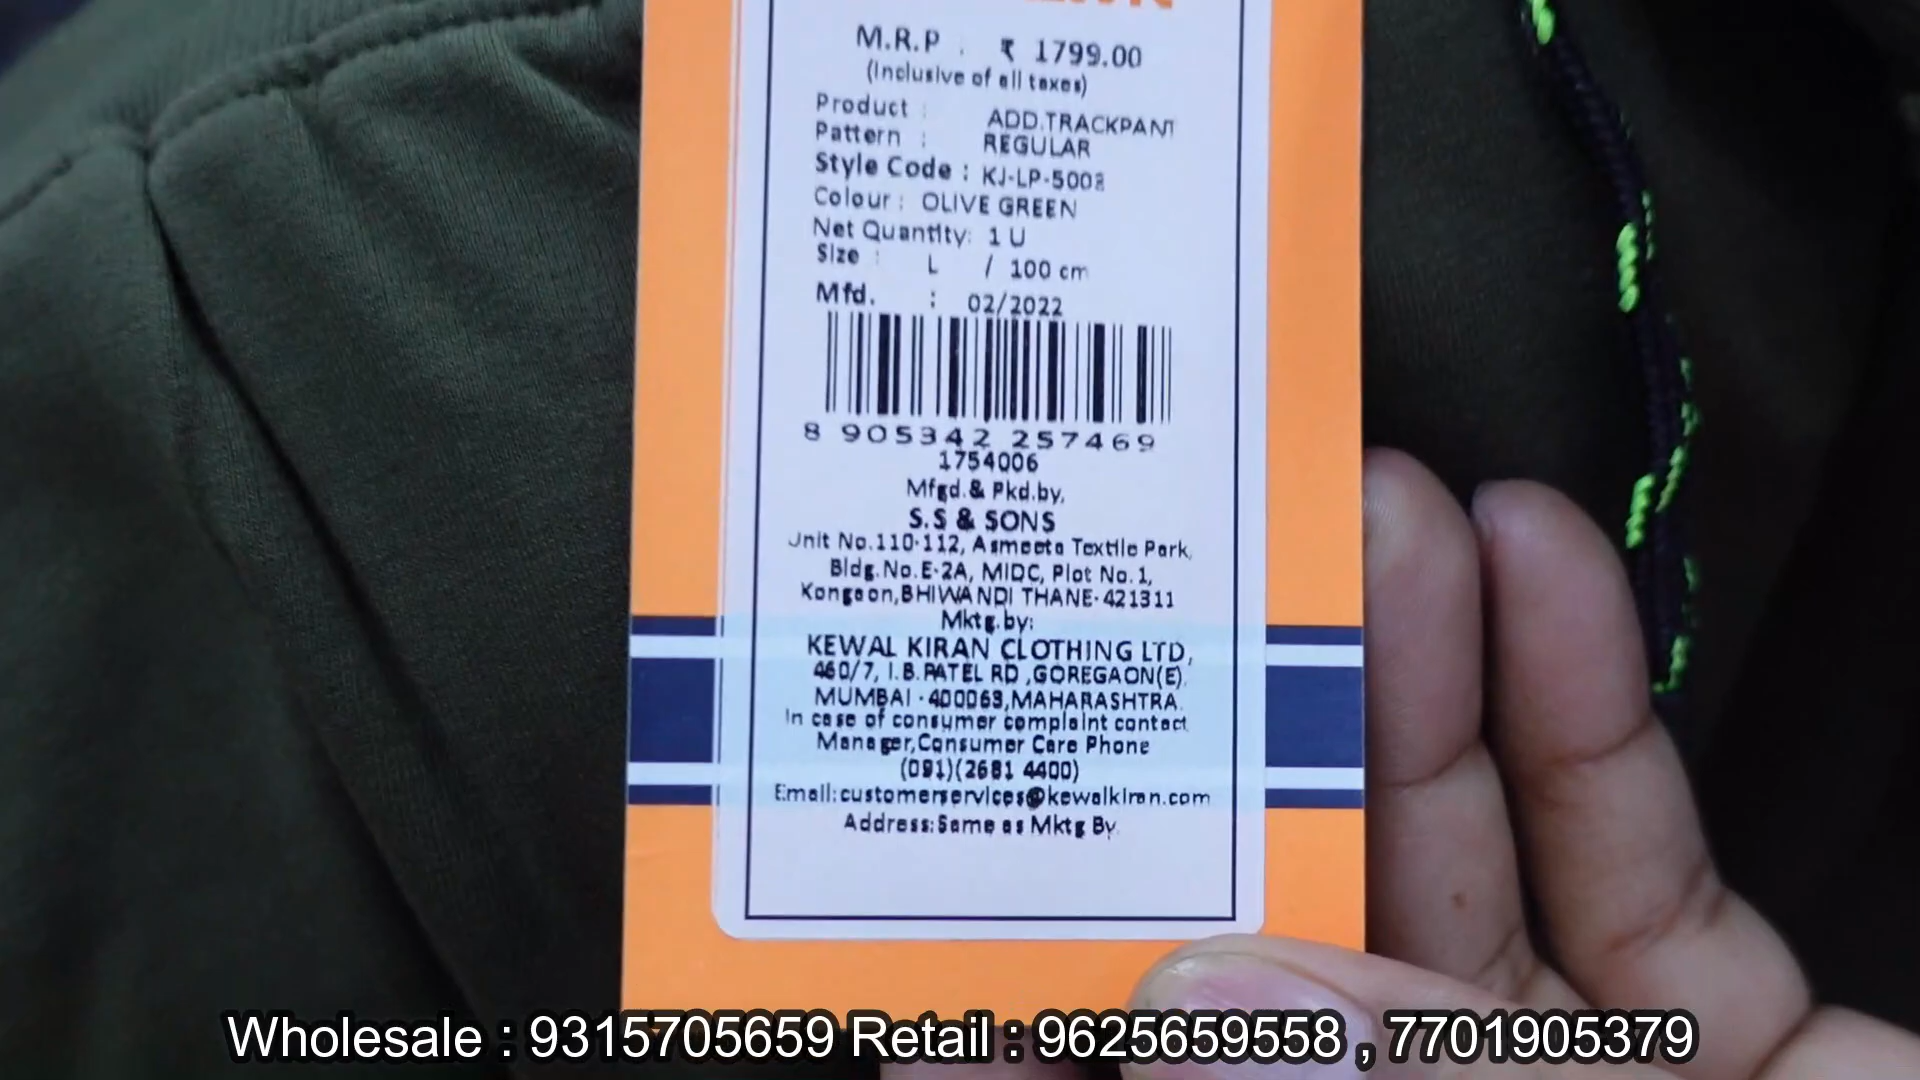 M.R.P : ₹ 1799.00
(Inclusive of all taxes)
Product : ADD.TRACKPANT
Pattern : REGULAR
Style Code : KJ-LP-5008
Colour : OLIVE GREEN
Net Quantity: 1 U
Size : L / 100 cm
Mfd. : 02/2022
8 905342 257469
1754006
Mfgd.& Pkd.by,
S.S & SONS
Unit No.110-112, Asmeeta Textile Park,
Bldg.No.E-2A, MIDC, Plot No.1,
Kongaon,BHIWANDI THANE-421311
Mktg.by:
KEWAL KIRAN CLOTHING LTD,
460/7, I.B.PATEL RD ,GOREGAON(E),
MUMBAI - 400063,MAHARASHTRA.
In case of consumer complaint contact
Manager,Consumer Care Phone
(091)(2681 4400)
Email:customerservices@kewalkiran.com
Address:Same as Mktg By.
Wholesale : 9315705659 Retail : 9625659558 , 7701905379